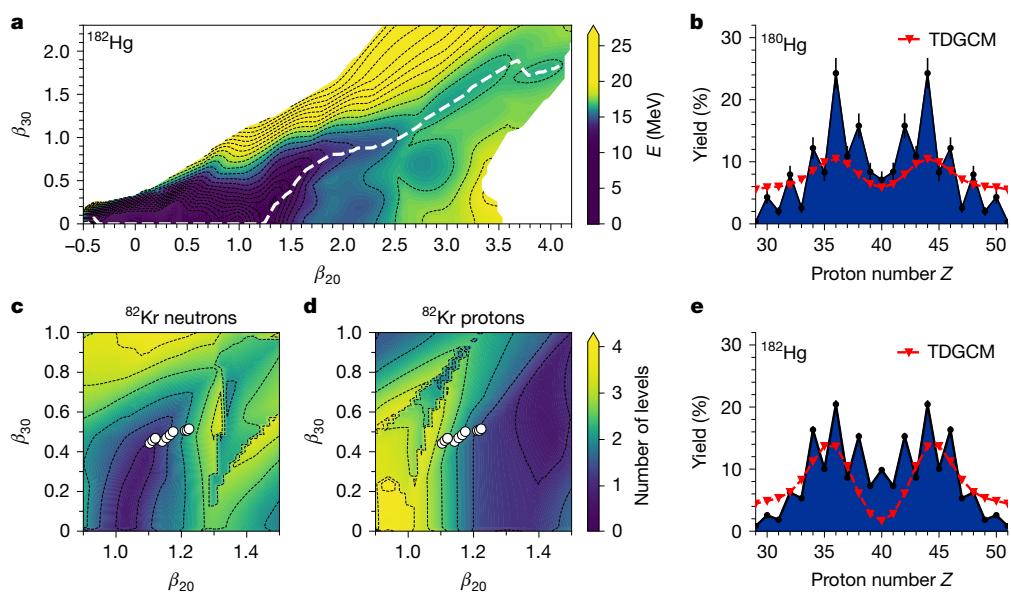 a
182Hg
2.0
1.5
1.0
0.5
0
β30
−0.5 0 0.5 1.0 1.5 2.0 2.5 3.0 3.5 4.0
β20
25
20
15
10
5
0
E (MeV)
b
180Hg
TDGCM
30
20
10
0
Yield (%)
30 35 40 45 50
Proton number Z
c
82Kr neutrons
1.0
0.8
0.6
0.4
0.2
0
β30
1.0 1.2 1.4
β20
d
82Kr protons
1.0
0.8
0.6
0.4
0.2
0
β30
1.0 1.2 1.4
β20
4
3
2
1
0
Number of levels
e
182Hg
TDGCM
30
20
10
0
Yield (%)
30 35 40 45 50
Proton number Z